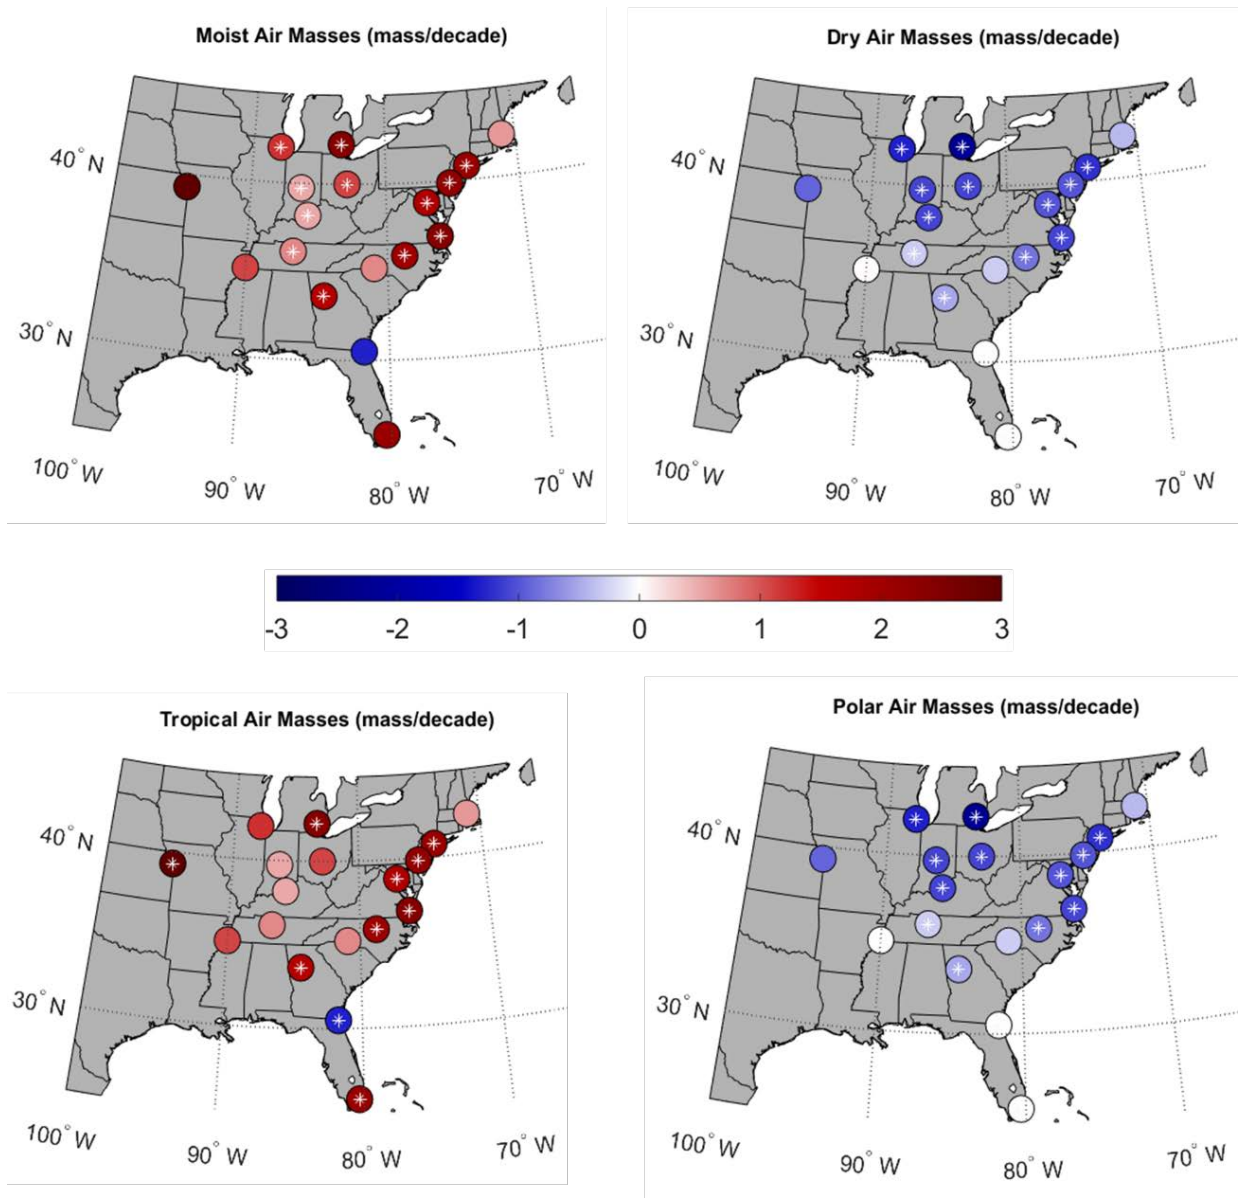 Moist Air Masses (mass/decade)
40° N
30° N
100° W
90° W
80° W
70° W
Dry Air Masses (mass/decade)
40° N
30° N
100° W
90° W
80° W
70° W
-3 -2 -1 0 1 2 3
Tropical Air Masses (mass/decade)
40° N
30° N
100° W
90° W
80° W
70° W
Polar Air Masses (mass/decade)
40° N
30° N
100° W
90° W
80° W
70° W